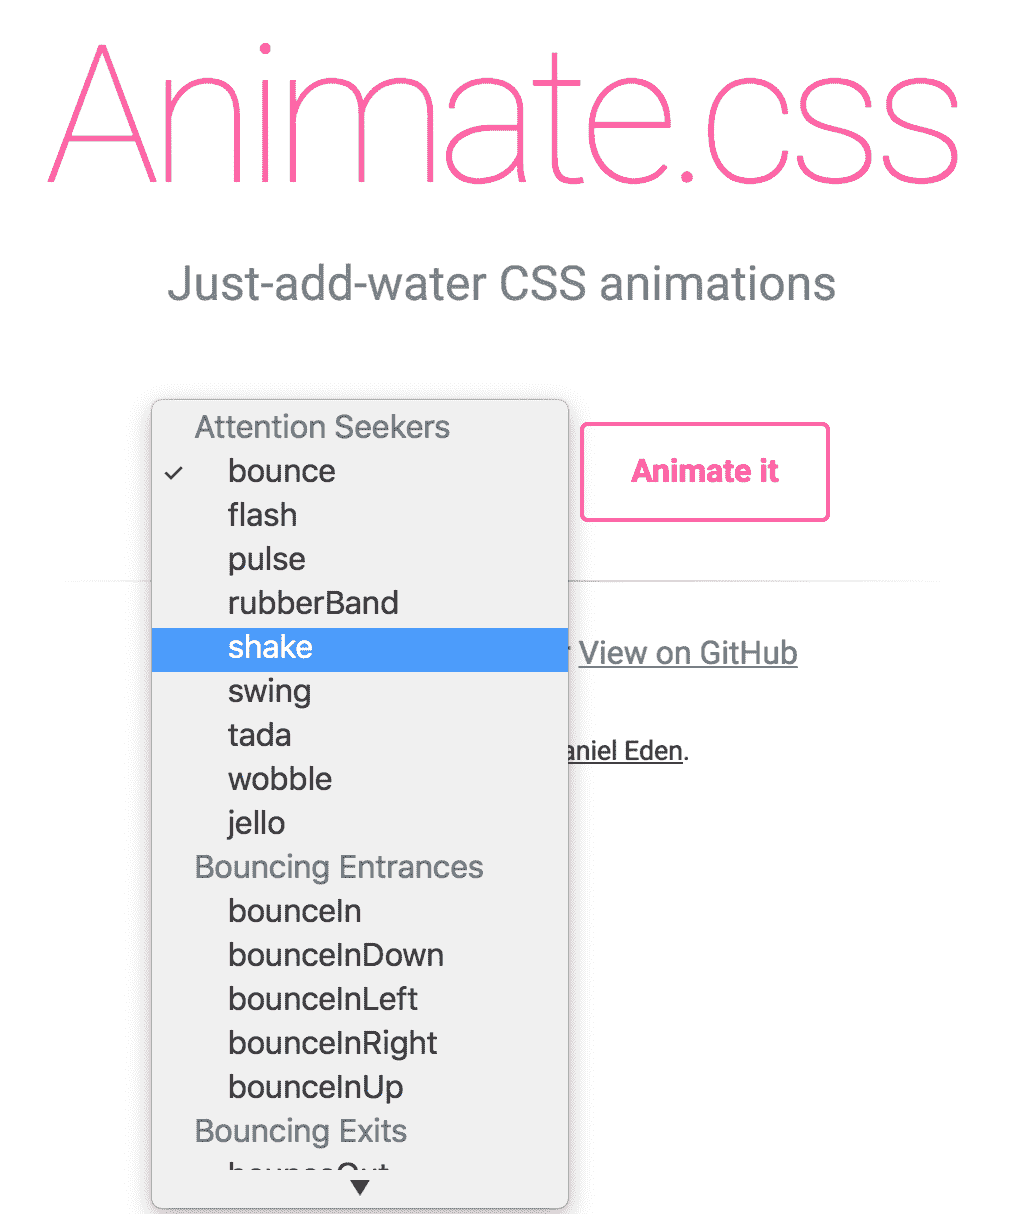 Animate.css
Just-add-water CSS animations
Attention Seekers
bounce
Animate it
flash
pulse
rubberBand
shake
View on GitHub
swing
tada
aniel Eden.
wobble
jello
Bouncing Entrances
bounceIn
bounceInDown
bounceInLeft
bounceInRight
bounceInUp
Bouncing Exits
bounceOut